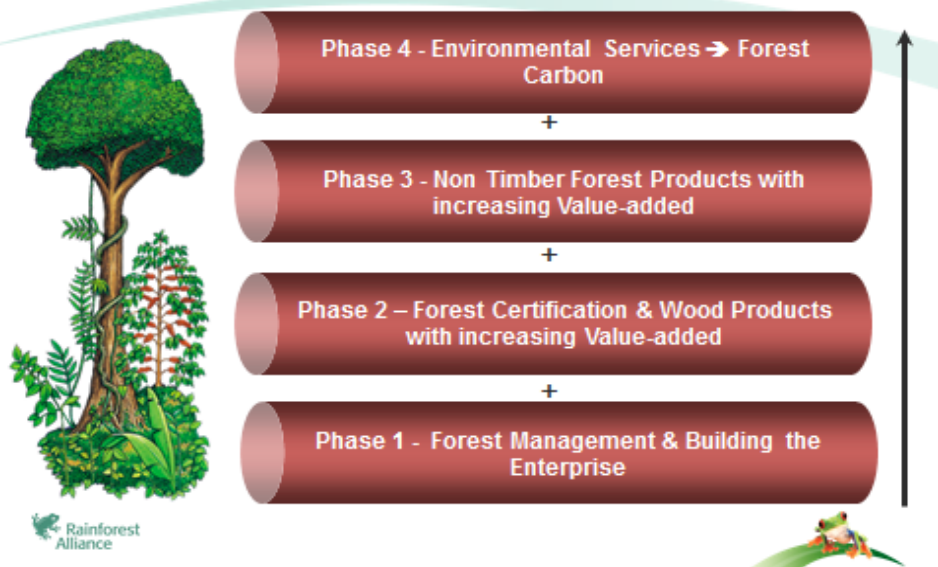 Phase 4 - Environmental Services ➔ Forest
Carbon
+
Phase 3 - Non Timber Forest Products with
increasing Value-added
+
Phase 2 – Forest Certification & Wood Products
with increasing Value-added
+
Phase 1 - Forest Management & Building the
Enterprise
Rainforest
Alliance